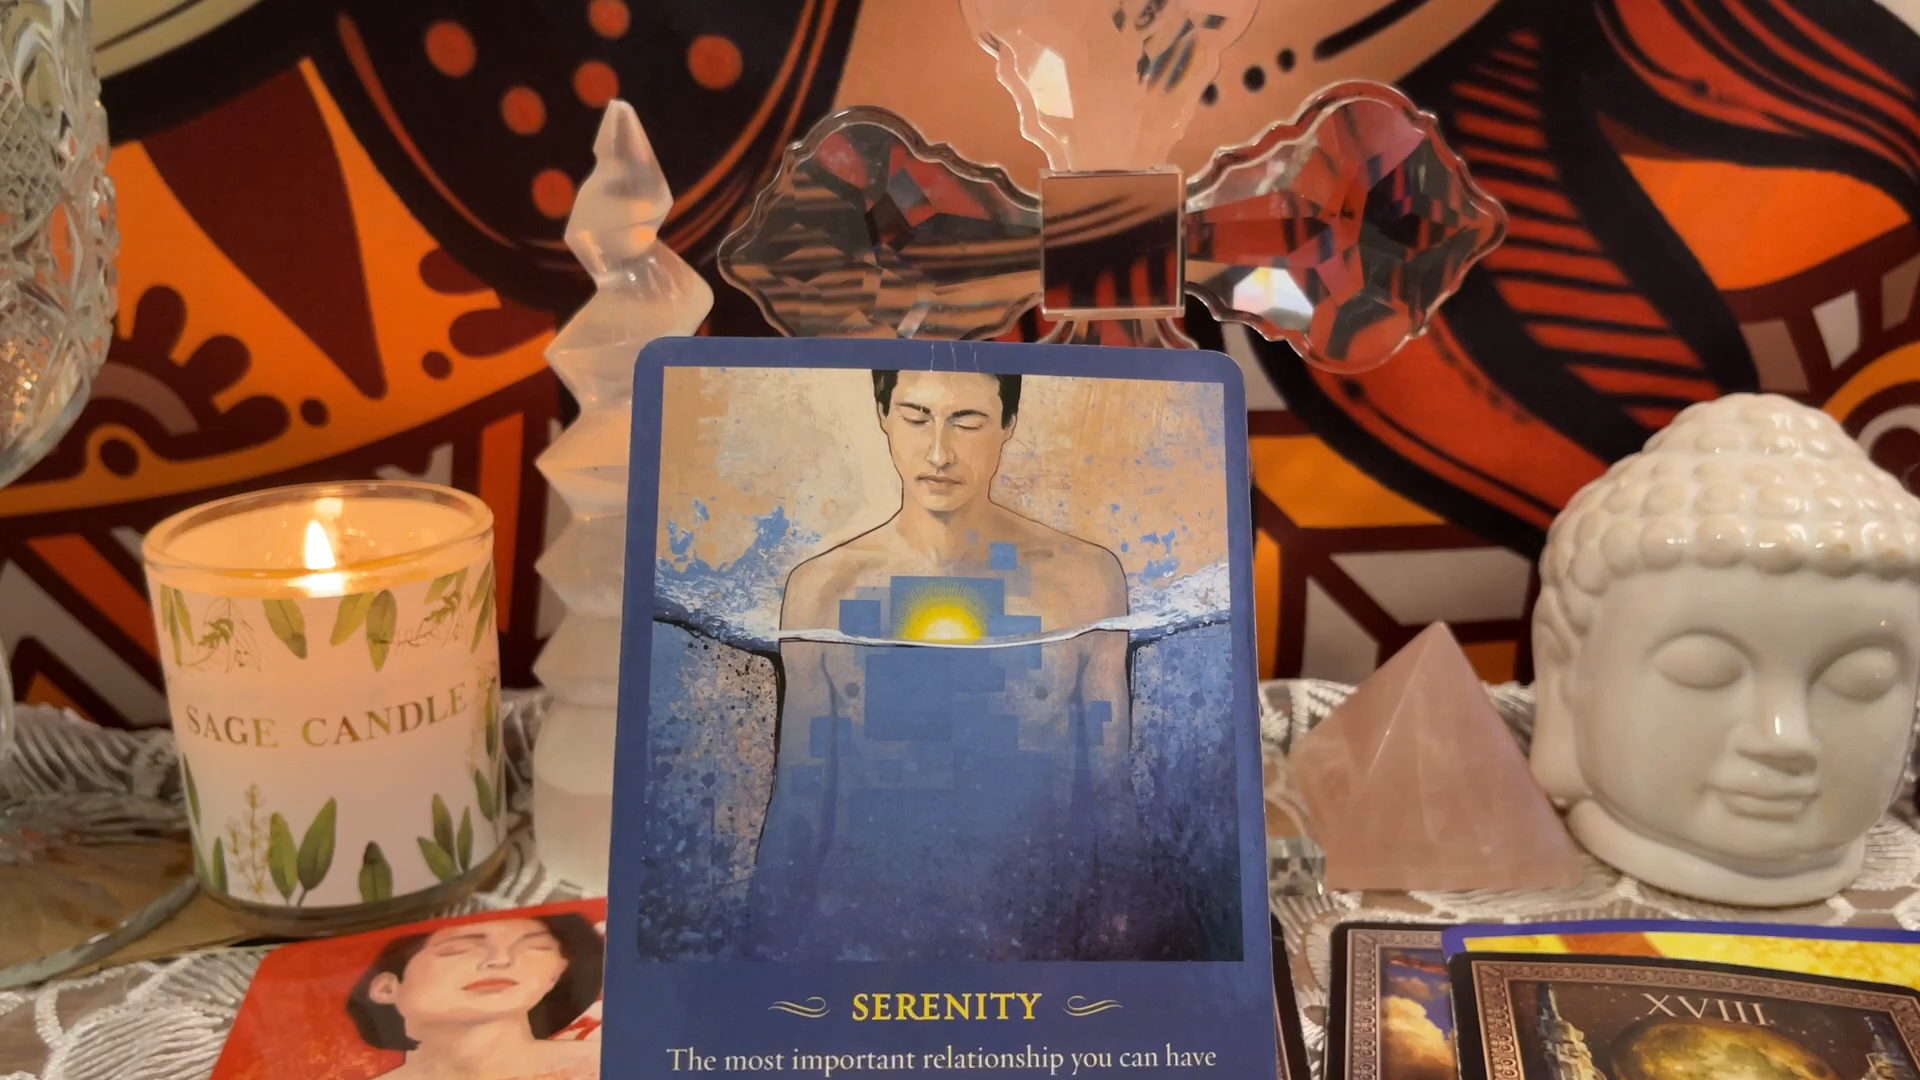 SAGE CANDLE
SERENITY
The most important relationship you can have
XVIII